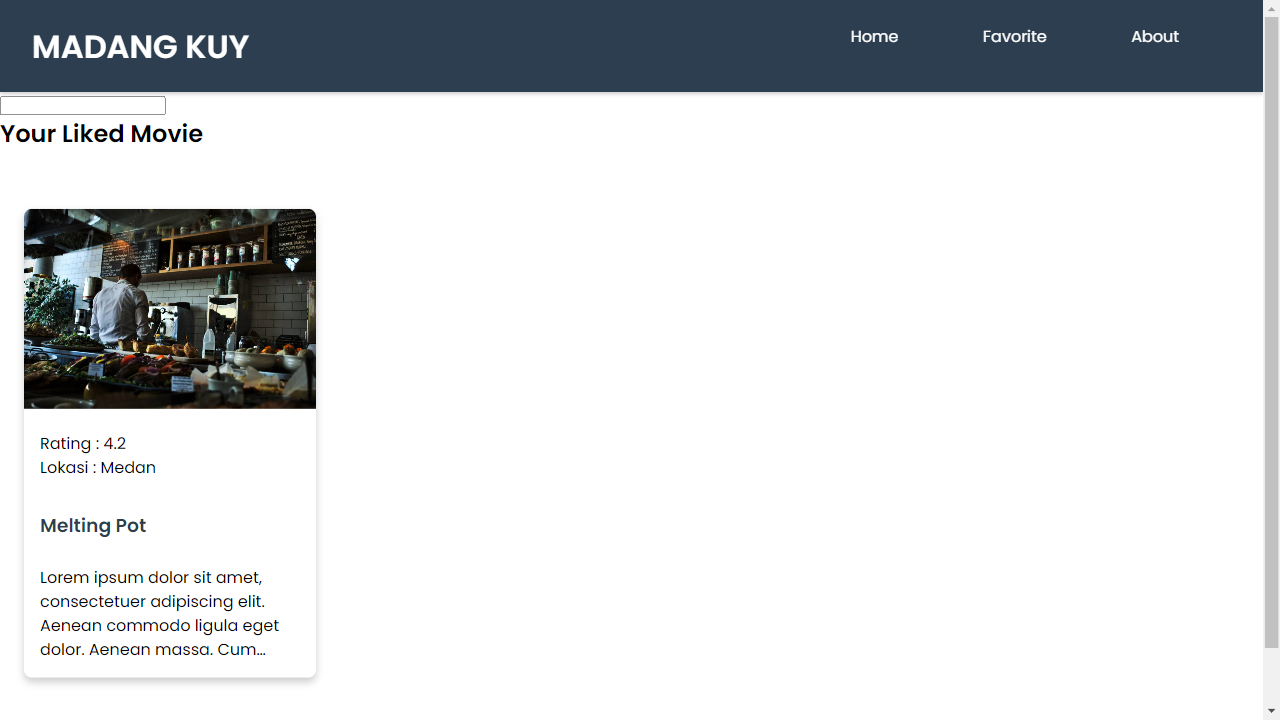 MADANG KUY
Home
Favorite
About
Your Liked Movie
Rating : 4.2
Lokasi : Medan
Melting Pot
Lorem ipsum dolor sit amet,
consectetuer adipiscing elit.
Aenean commodo ligula eget
dolor. Aenean massa. Cum...